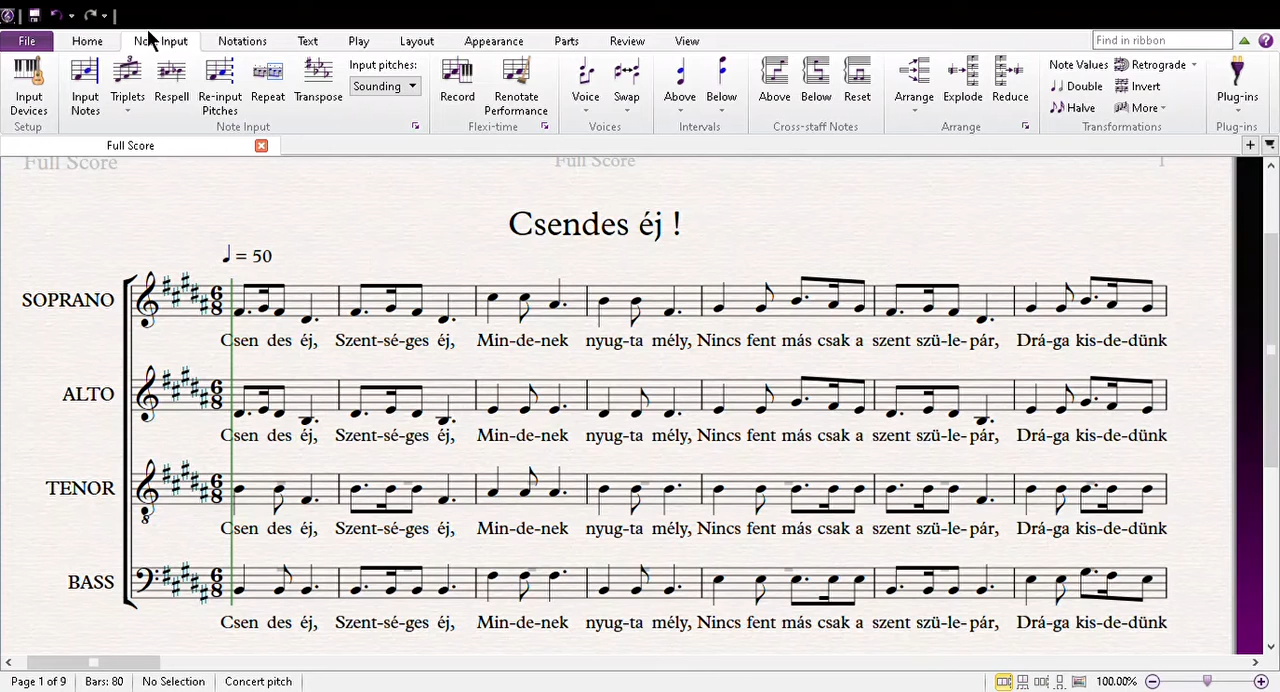 File Home Note Input Notations Text Play Layout Appearance Parts Review View Find in ribbon
Input Devices
Setup
Input Notes Triplets Respell Re-input Pitches Repeat Transpose
Input pitches:
Sounding
Note Input
Record Renotate Performance
Flexi-time
Voice Swap
Voices
Above Below
Intervals
Above Below Reset
Cross-staff Notes
Arrange Explode Reduce
Arrange
Note Values Retrograde
Double Invert
Halve More
Transformations
Plug-ins
Plug-ins
Full Score
Full Score Full Score 1
Csendes éj !
= 50
SOPRANO 6 8
Csen des éj, Szent-sé-ges éj, Min-de-nek nyug-ta mély, Nincs fent más csak a szent szü-le-pár, Drá-ga kis-de-dünk
ALTO 6 8
Csen des éj, Szent-sé-ges éj, Min-de-nek nyug-ta mély, Nincs fent más csak a szent szü-le-pár, Drá-ga kis-de-dünk
TENOR 6 8
8
Csen des éj, Szent-sé-ges éj, Min-de-nek nyug-ta mély, Nincs fent más csak a szent szü-le-pár, Drá-ga kis-de-dünk
BASS 6 8
Csen des éj, Szent-sé-ges éj, Min-de-nek nyug-ta mély, Nincs fent más csak a szent szü-le-pár, Drá-ga kis-de-dünk
Page 1 of 9 Bars: 80 No Selection Concert pitch 100.00%